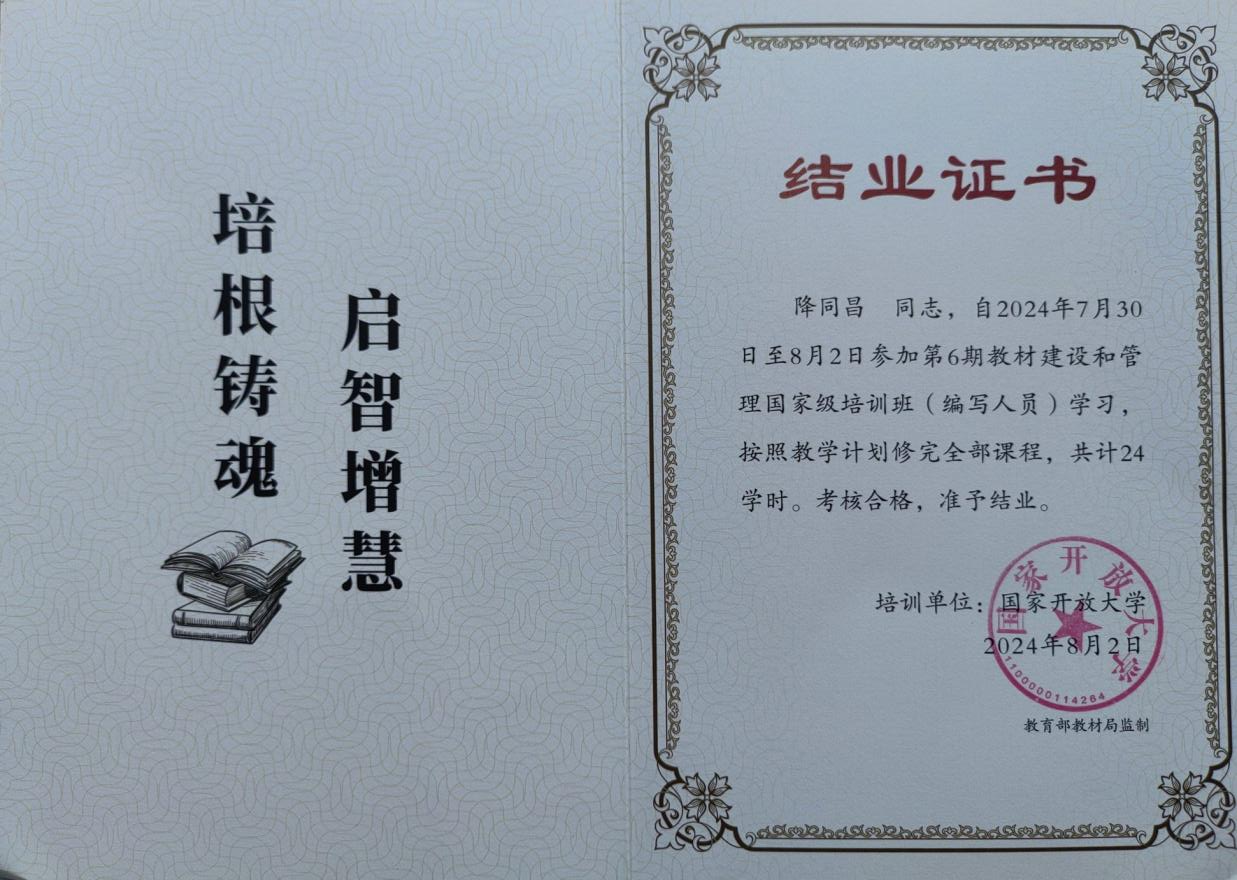 培根铸魂
启智增慧
结业证书
降同昌 同志，自2024年7月30
日至8月2日参加第6期教材建设和管
理国家级培训班（编写人员）学习，
按照教学计划修完全部课程，共计24
学时。考核合格，准予结业。
培训单位：国家开放大学
2024年8月2日
国家开放大学
1100000114264
教育部教材局监制